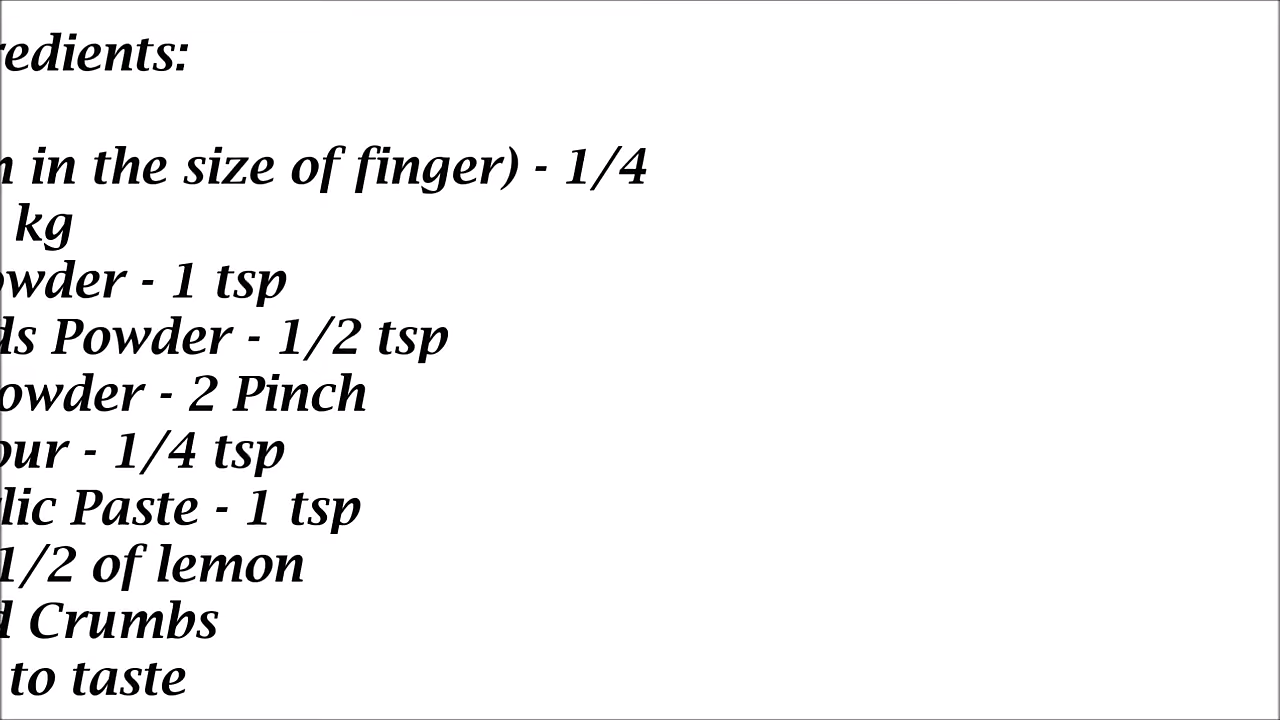 redients:
in the size of finger) - 1/4
kg
owder - 1 tsp
ds Powder - 1/2 tsp
owder - 2 Pinch
our - 1/4 tsp
lic Paste - 1 tsp
1/2 of lemon
d Crumbs
to taste